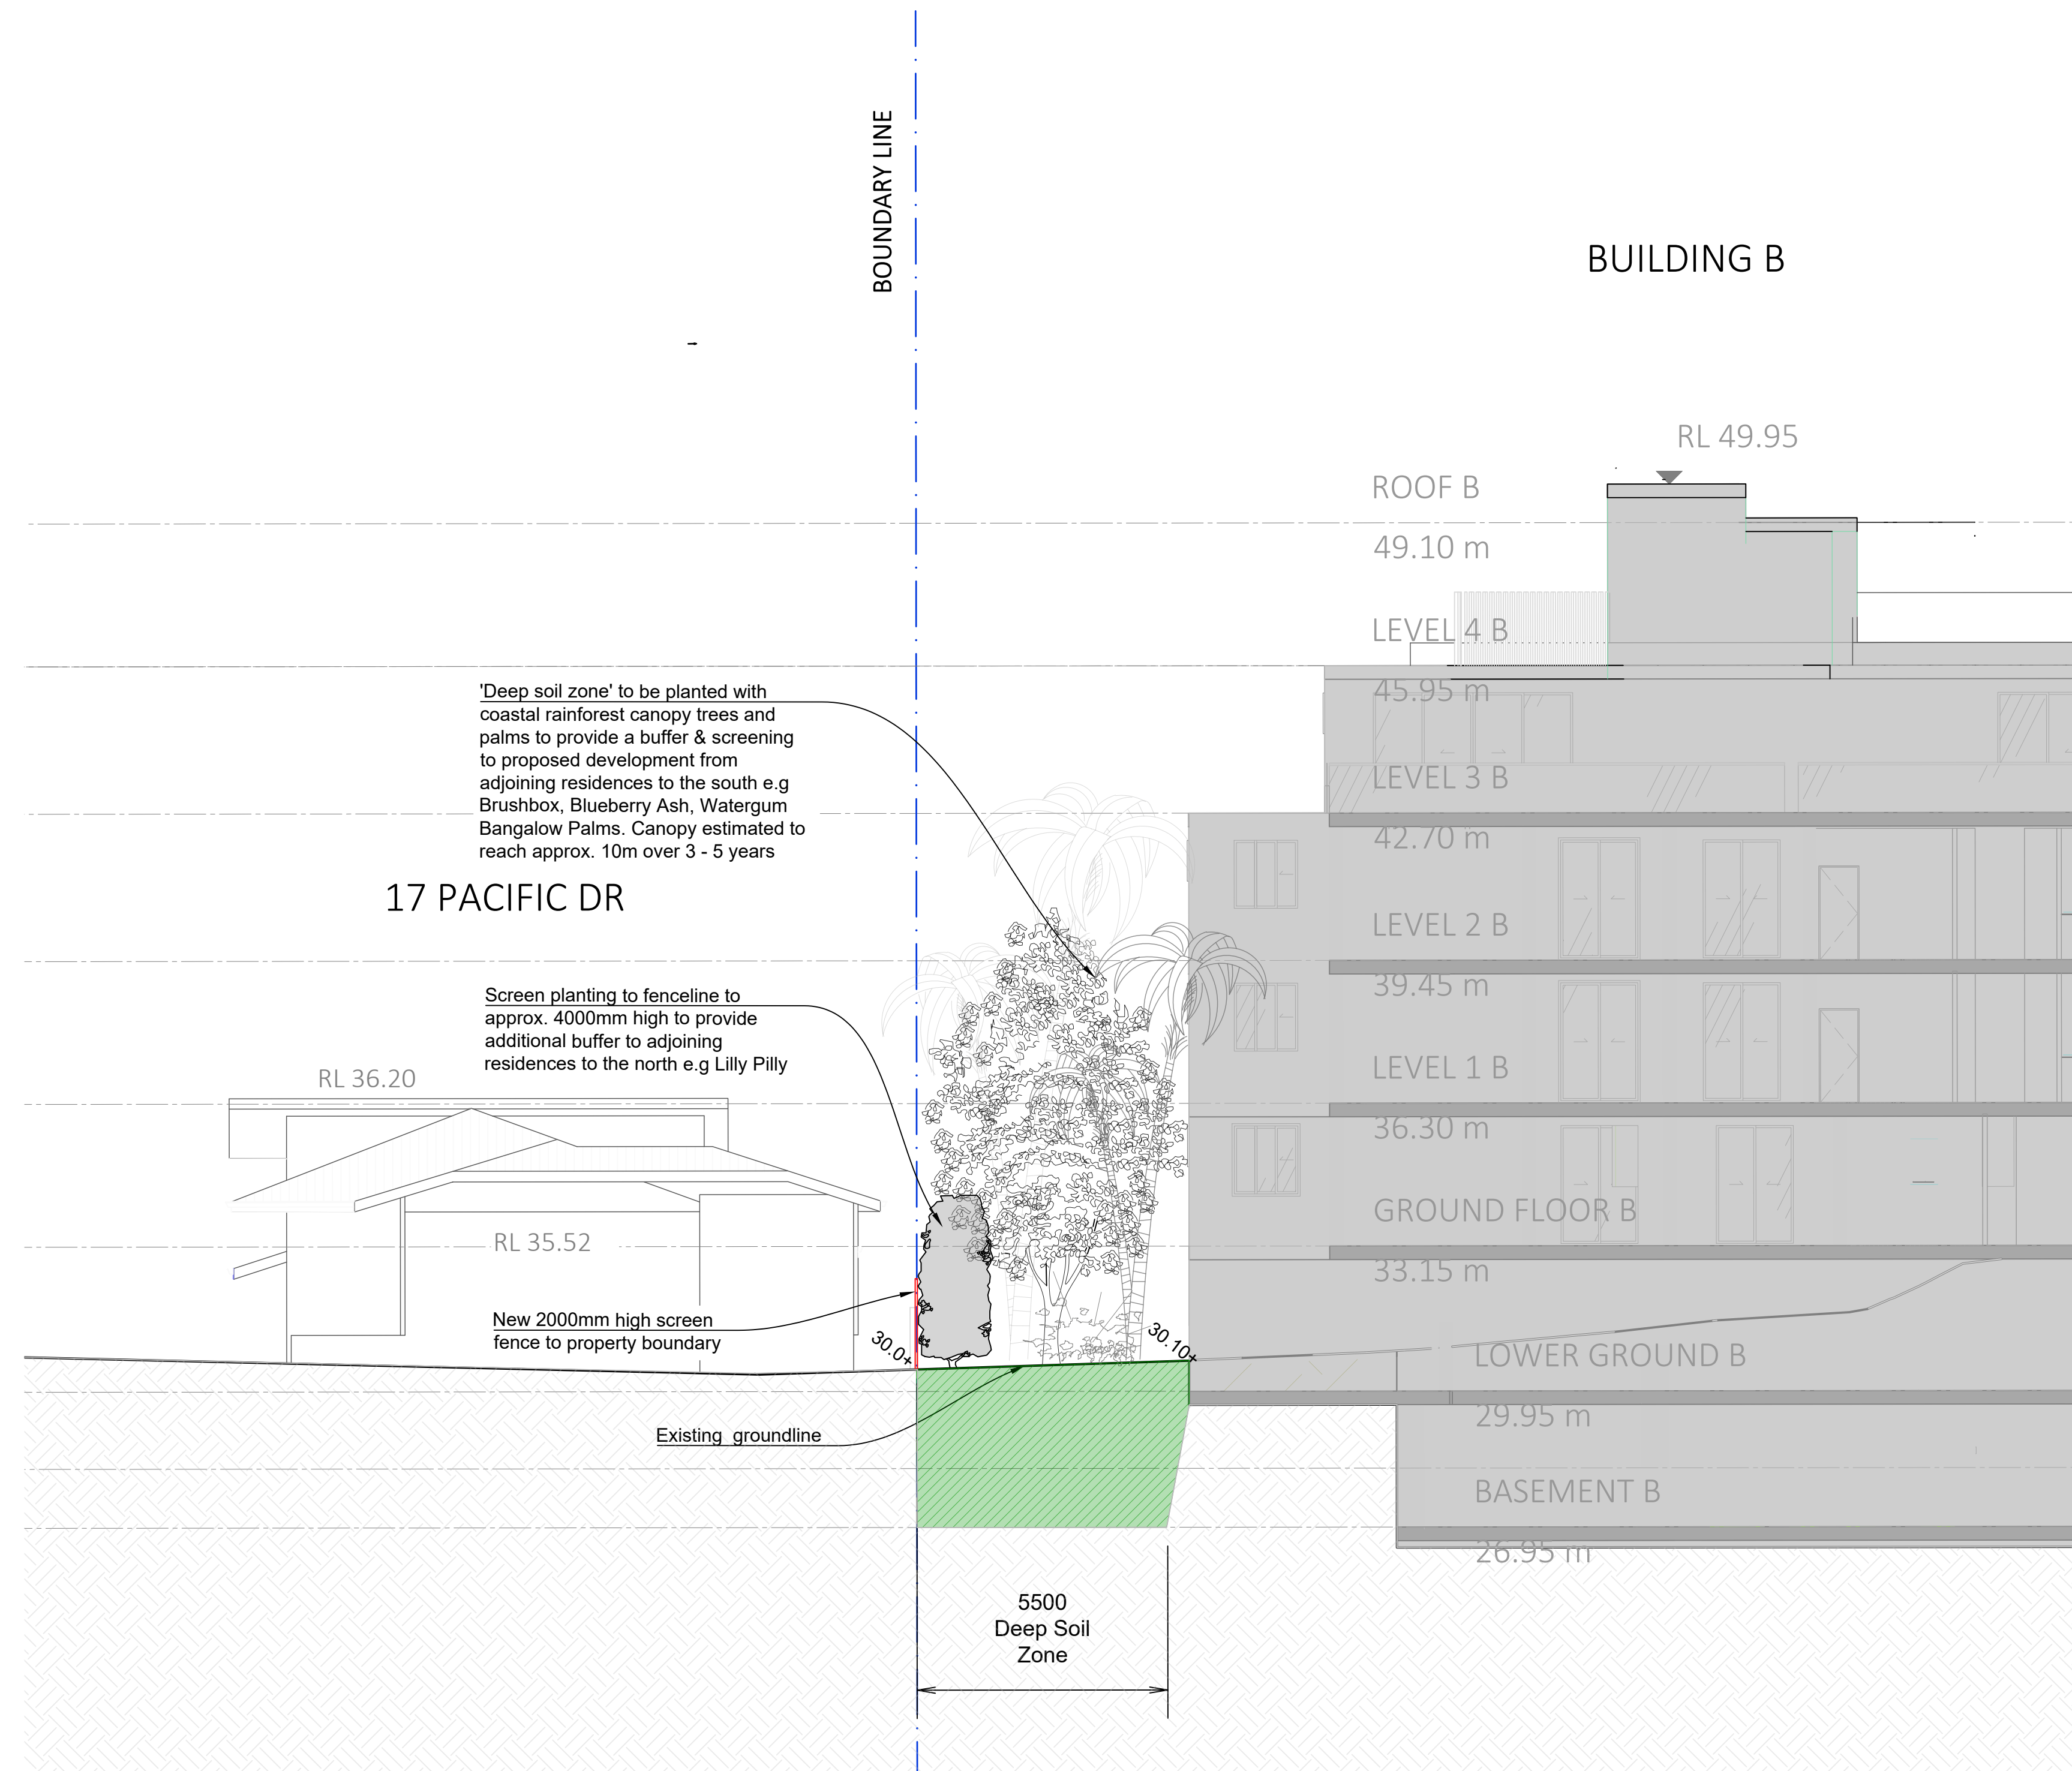 BOUNDARY LINE
BUILDING B
RL 49.95
ROOF B
49.10 m
LEVEL 4 B
45.95 m
'Deep soil zone' to be planted with
coastal rainforest canopy trees and
palms to provide a buffer & screening
to proposed development from
adjoining residences to the south e.g
Brushbox, Blueberry Ash, Watergum
Bangalow Palms. Canopy estimated to
reach approx. 10m over 3 - 5 years
LEVEL 3 B
42.70 m
17 PACIFIC DR
LEVEL 2 B
39.45 m
Screen planting to fenceline to
approx. 4000mm high to provide
additional buffer to adjoining
residences to the north e.g Lilly Pilly
LEVEL 1 B
36.30 m
RL 36.20
RL 35.52
GROUND FLOOR B
33.15 m
New 2000mm high screen
fence to property boundary
30.0+
30.10+
LOWER GROUND B
29.95 m
Existing groundline
BASEMENT B
26.95 m
5500
Deep Soil
Zone